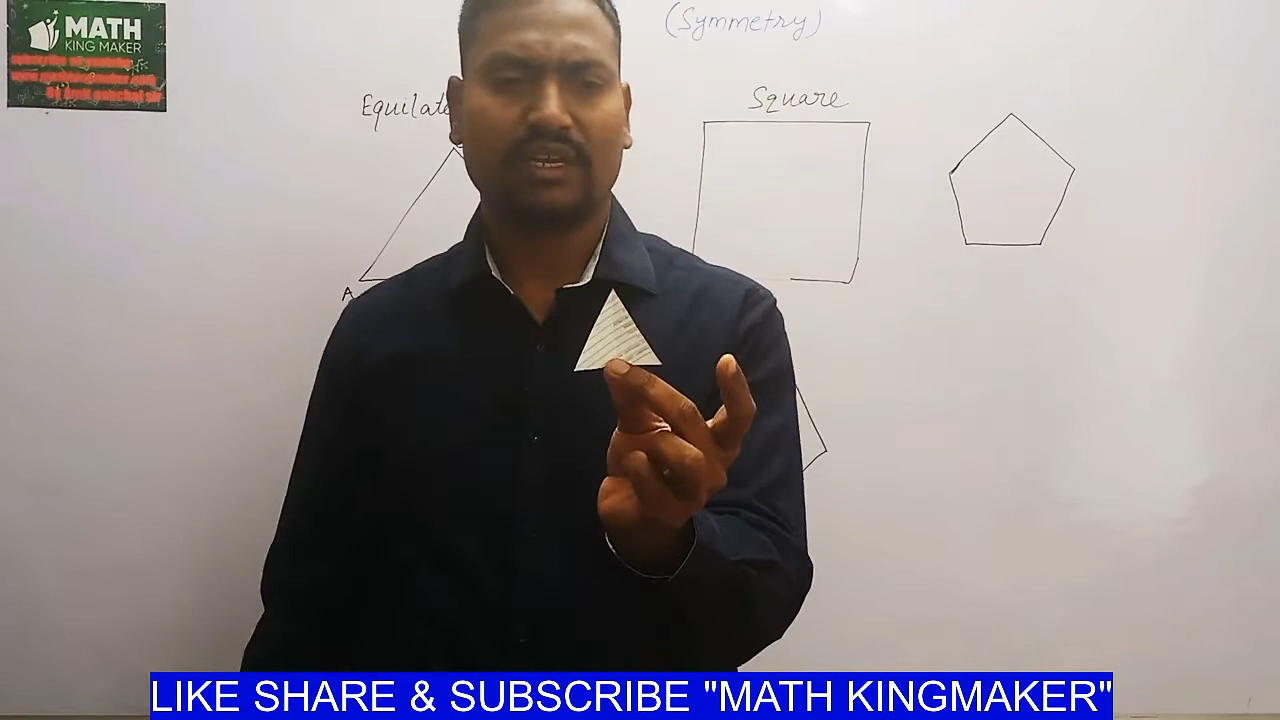 MATH
KING MAKER
(Symmetry)
Equilate
Square
A
LIKE SHARE & SUBSCRIBE "MATH KINGMAKER"